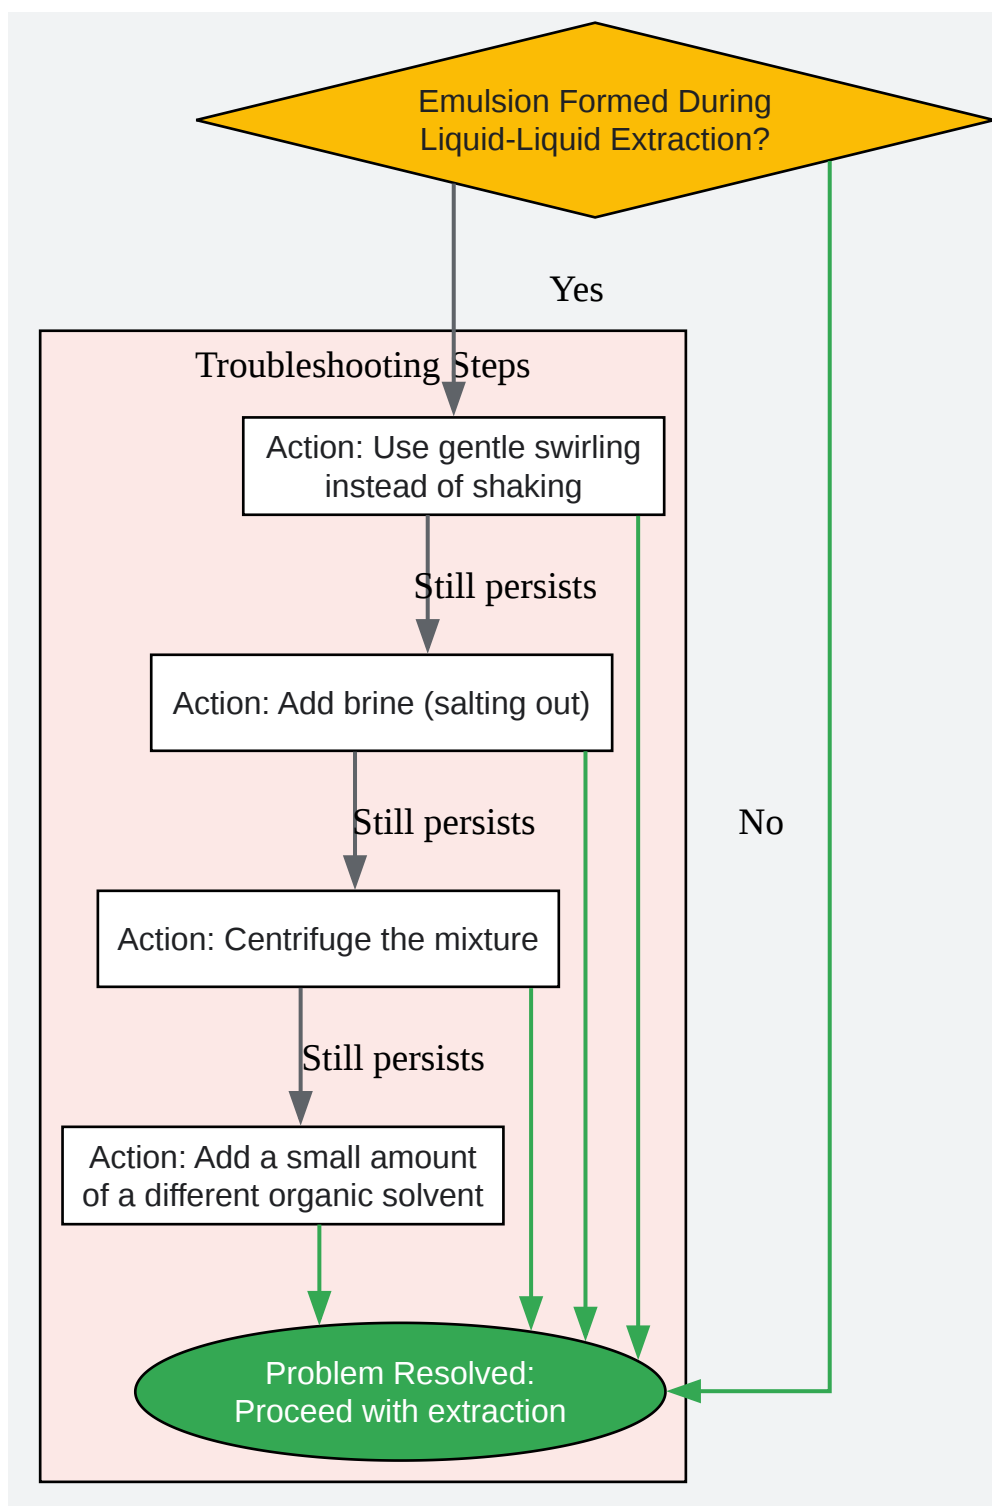 Emulsion Formed During
Liquid-Liquid Extraction?
Yes
Troubleshooting Steps
Action: Use gentle swirling
instead of shaking
Still persists
Action: Add brine (salting out)
Still persists
No
Action: Centrifuge the mixture
Still persists
Action: Add a small amount
of a different organic solvent
Problem Resolved:
Proceed with extraction